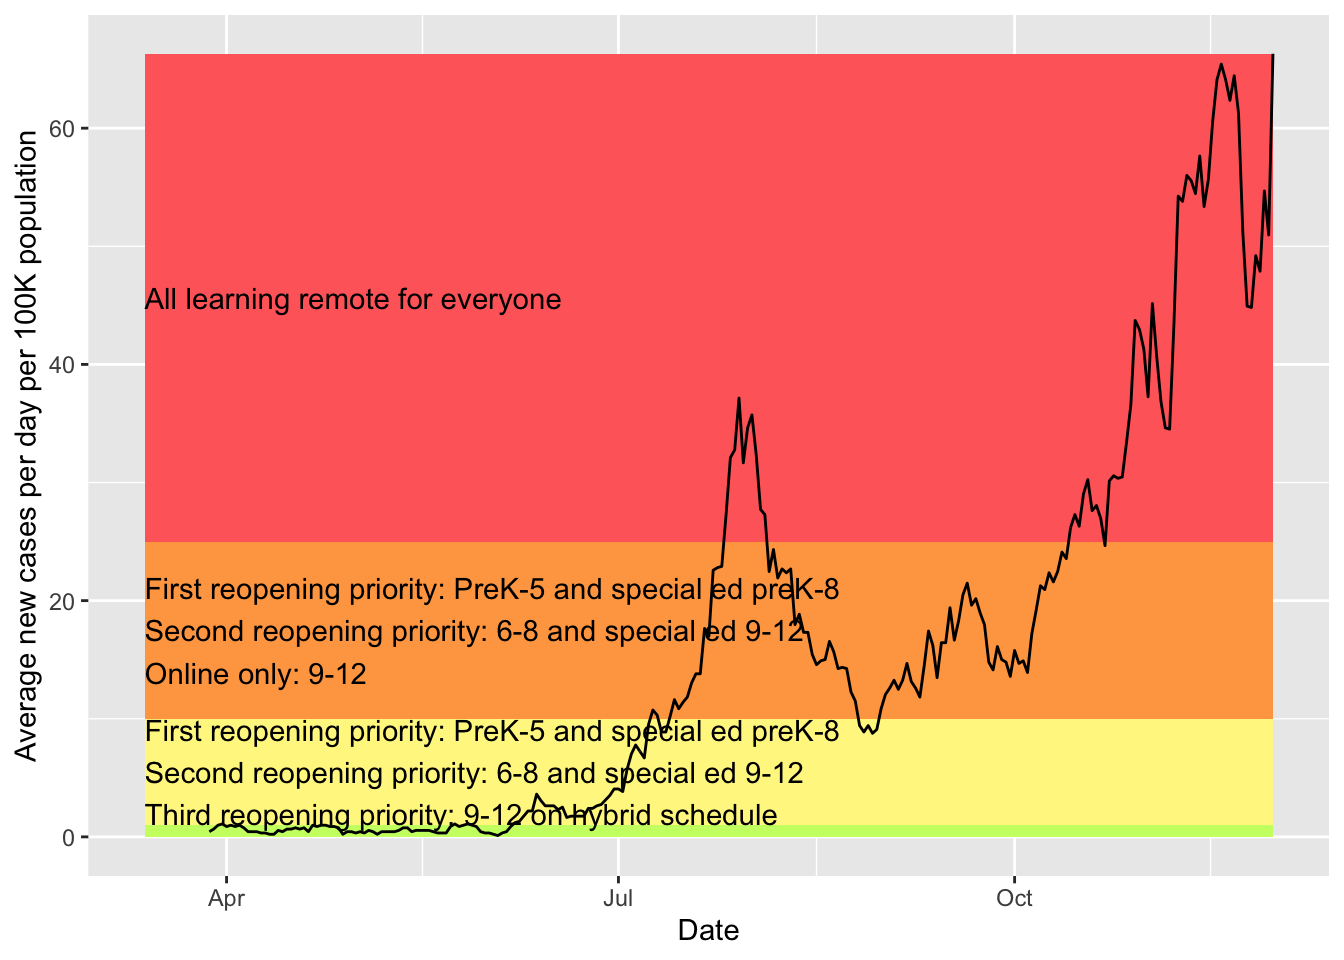 Average new cases per day per 100K population
60
40
20
0
All learning remote for everyone
First reopening priority: PreK-5 and special ed preK-8
Second reopening priority: 6-8 and special ed 9-12
Online only: 9-12
First reopening priority: PreK-5 and special ed preK-8
Second reopening priority: 6-8 and special ed 9-12
Third reopening priority: 9-12 on hybrid schedule
Apr
Jul
Oct
Date